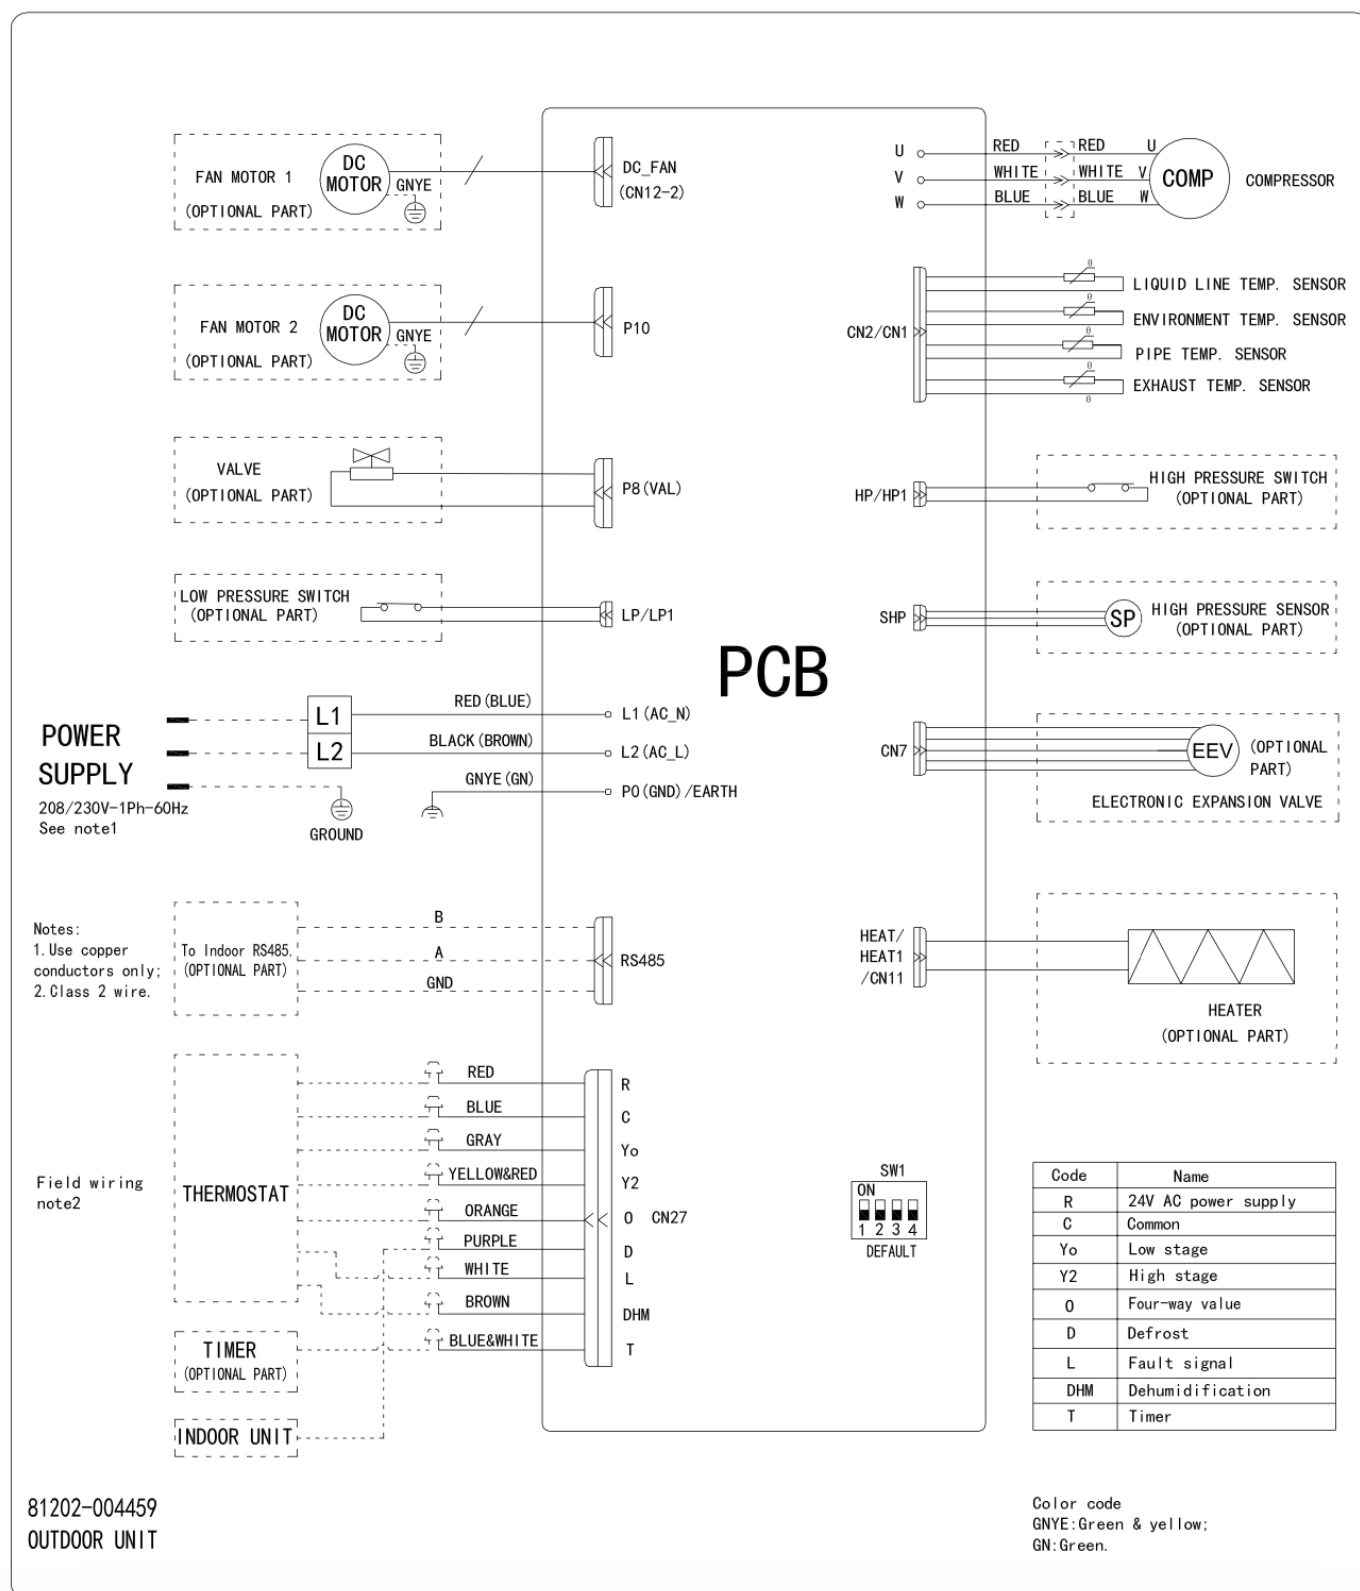 FAN MOTOR 1
(OPTIONAL PART)
DC
MOTOR
GNYE
DC_FAN
(CN12-2)
FAN MOTOR 2
(OPTIONAL PART)
DC
MOTOR
GNYE
P10
VALVE
(OPTIONAL PART)
P8(VAL)
LOW PRESSURE SWITCH
(OPTIONAL PART)
LP/LP1
POWER
SUPPLY
208/230V-1Ph-60Hz
See note1
L1
L2
GROUND
RED(BLUE)
L1(AC_N)
BLACK(BROWN)
L2(AC_L)
GNYE(GN)
P0(GND)/EARTH
Notes:
1.Use copper
conductors only;
2.Class 2 wire.
To Indoor RS485.
(OPTIONAL PART)
B
A
GND
RS485
Field wiring
note2
THERMOSTAT
RED
R
BLUE
C
GRAY
Yo
YELLOW&RED
Y2
ORANGE
O
CN27
PURPLE
D
WHITE
L
BROWN
DHM
BLUE&WHITE
T
TIMER
(OPTIONAL PART)
INDOOR UNIT
81202-004459
OUTDOOR UNIT
PCB
U RED RED U
V WHITE WHITE V
W BLUE BLUE W
COMP
COMPRESSOR
CN2/CN1
θ
LIQUID LINE TEMP. SENSOR
θ
ENVIRONMENT TEMP. SENSOR
θ
PIPE TEMP. SENSOR
θ
EXHAUST TEMP. SENSOR
θ
HP/HP1
HIGH PRESSURE SWITCH
(OPTIONAL PART)
SHP
SP
HIGH PRESSURE SENSOR
(OPTIONAL PART)
CN7
EEV
(OPTIONAL
PART)
ELECTRONIC EXPANSION VALVE
HEAT/
HEAT1
/CN11
HEATER
(OPTIONAL PART)
SW1
ON
1 2 3 4
DEFAULT
Code Name
R 24V AC power supply
C Common
Yo Low stage
Y2 High stage
O Four-way value
D Defrost
L Fault signal
DHM Dehumidification
T Timer
Color code
GNYE:Green & yellow;
GN:Green.